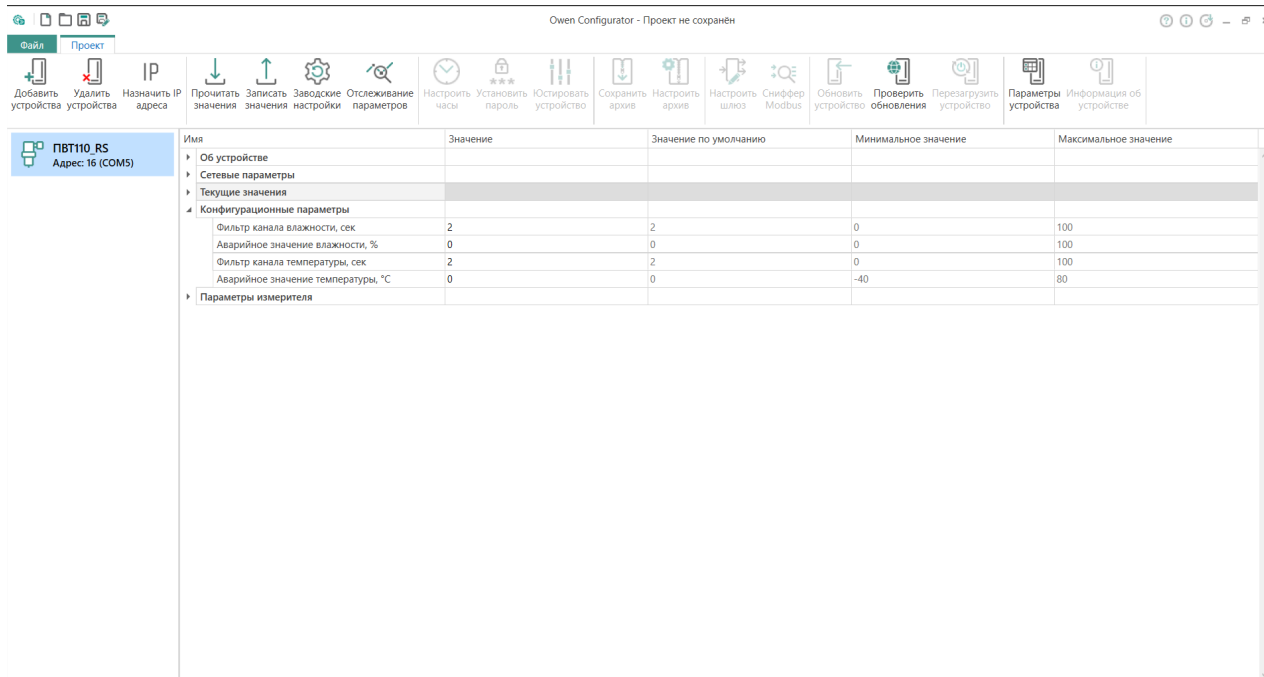 Owen Configurator - Проект не сохранён
Файл Проект
IP
Добавить устройства
Удалить устройства
Назначить IP адреса
Прочитать значения
Записать значения
Заводские настройки
Отслеживание параметров
Настроить часы
Установить пароль
Юстировать устройство
Сохранить архив
Настроить архив
Настроить шлюз
Сниффер Modbus
Обновить устройство
Проверить обновления
Перезагрузить устройство
Параметры устройства
Информация об устройстве
ПВТ110_RS
Адрес: 16 (COM5)
Имя Значение Значение по умолчанию Минимальное значение Максимальное значение
Об устройстве
Сетевые параметры
Текущие значения
Конфигурационные параметры
Фильтр канала влажности, сек 2 2 0 100
Аварийное значение влажности, % 0 0 0 100
Фильтр канала температуры, сек 2 2 0 100
Аварийное значение температуры, °C 0 0 -40 80
Параметры измерителя